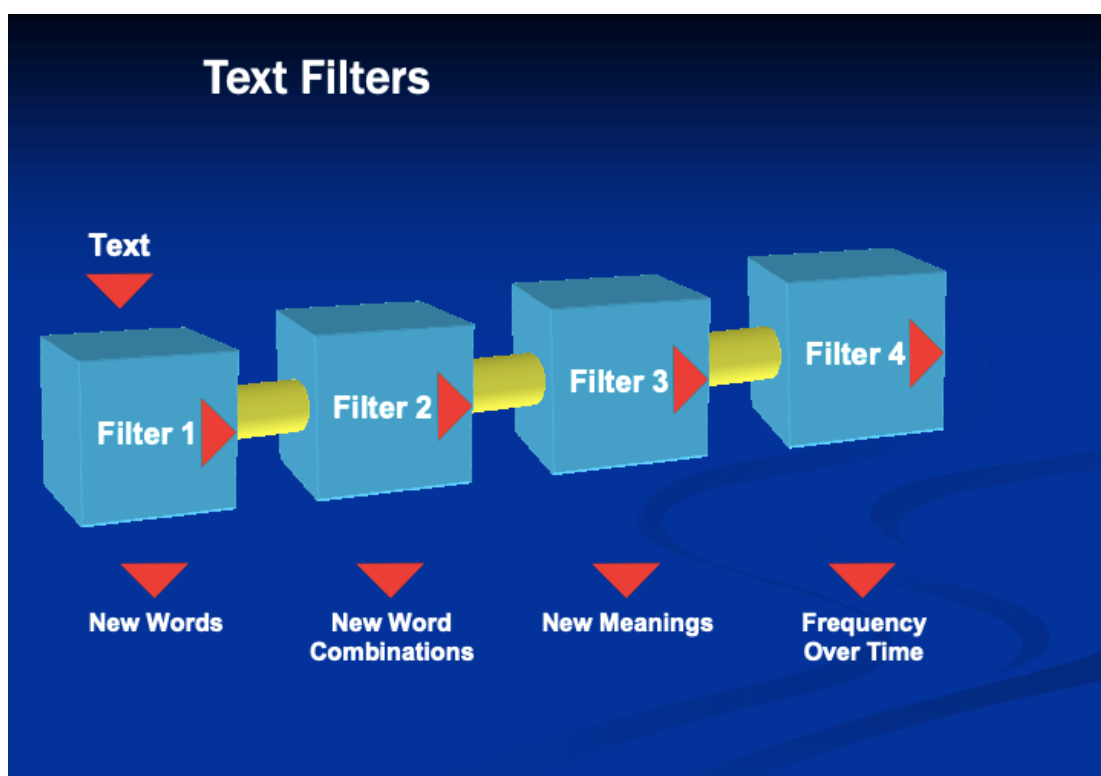 Text Filters
Text
Filter 1
Filter 2
Filter 3
Filter 4
New Words
New Word
Combinations
New Meanings
Frequency
Over Time